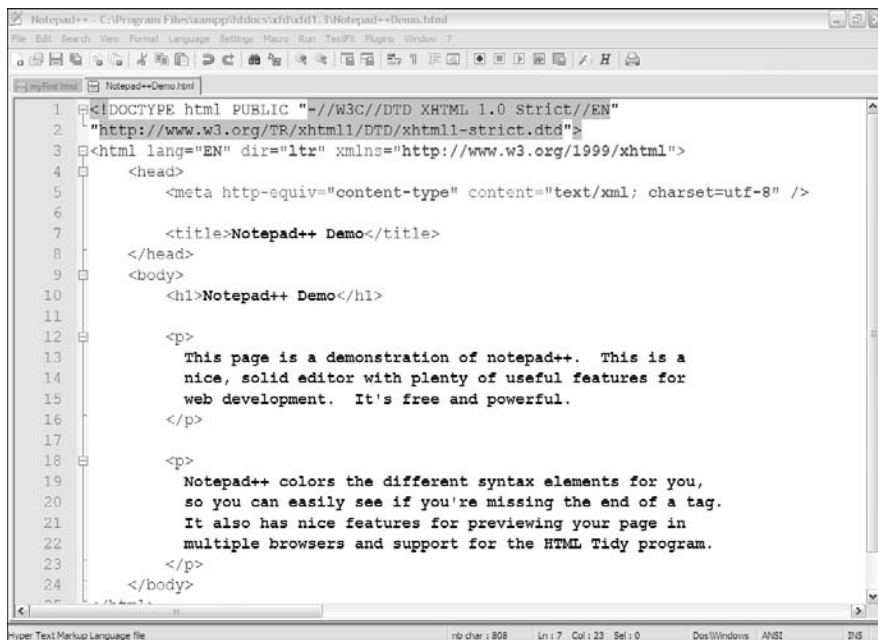 Notepad++ - C:\Program Files\xampp\htdocs\xfd\xfd1.3\Notepad++Demo.html
File Edit Search View Format Language Settings Macro Run TextFX Plugins Window ?
myFirst.html Notepad++Demo.html
1 <!DOCTYPE html PUBLIC "-//W3C//DTD XHTML 1.0 Strict//EN"
2 "http://www.w3.org/TR/xhtml1/DTD/xhtml1-strict.dtd">
3 <html lang="EN" dir="ltr" xmlns="http://www.w3.org/1999/xhtml">
4 <head>
5 <meta http-equiv="content-type" content="text/xml; charset=utf-8" />
6
7 <title>Notepad++ Demo</title>
8 </head>
9 <body>
10 <h1>Notepad++ Demo</h1>
11
12 <p>
13 This page is a demonstration of notepad++. This is a
14 nice, solid editor with plenty of useful features for
15 web development. It's free and powerful.
16 </p>
17
18 <p>
19 Notepad++ colors the different syntax elements for you,
20 so you can easily see if you're missing the end of a tag.
21 It also has nice features for previewing your page in
22 multiple browsers and support for the HTML Tidy program.
23 </p>
24 </body>
25 </html>
Hyper Text Markup Language file nb char : 808 Ln : 7 Col : 23 Sel : 0 Dos\Windows ANSI INS